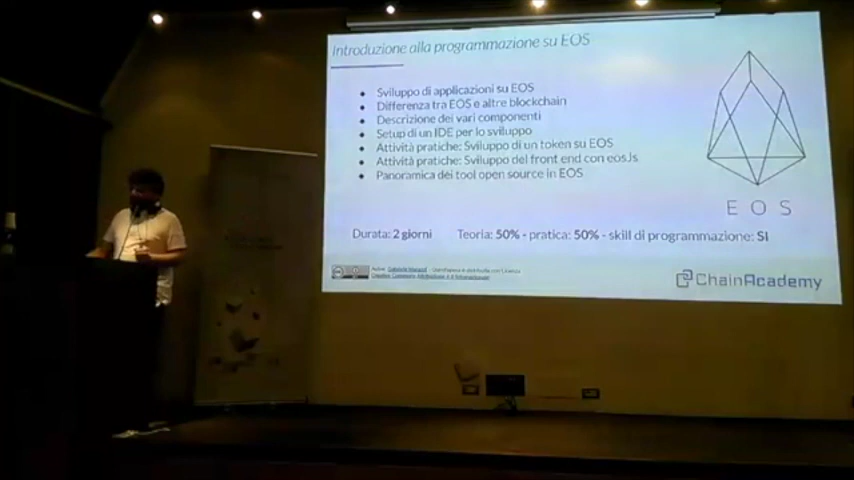 Introduzione alla programmazione su EOS
Sviluppo di applicazioni su EOS
Differenza tra EOS e altre blockchain
Descrizione dei vari componenti
Setup di un IDE per lo sviluppo
Attività pratiche: Sviluppo di un token su EOS
Attività pratiche: Sviluppo del front end con eosJs
Panoramica dei tool open source in EOS
EOS
Durata: 2 giorni Teoria: 50% - pratica: 50% - skill di programmazione: SI
ChainAcademy